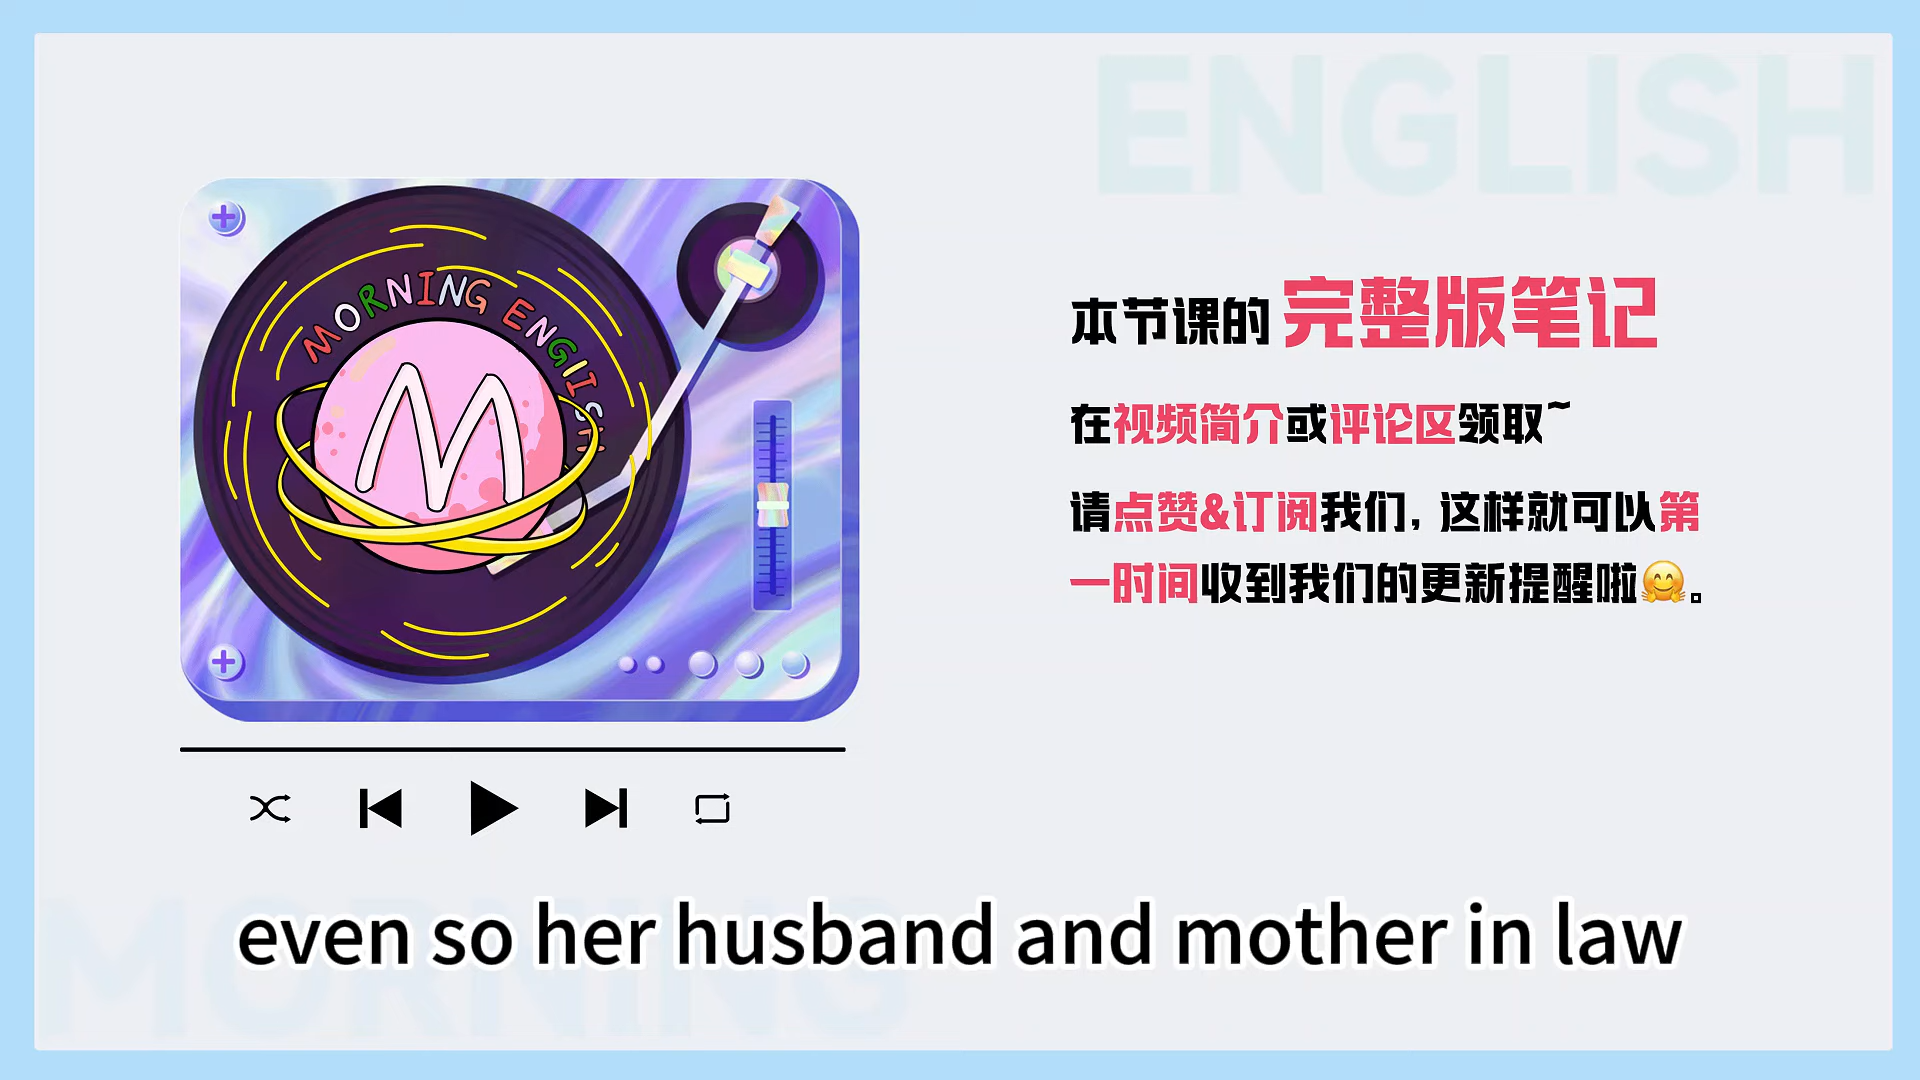 ENGLISH
MORNING ENGLISH
M
本节课的 完整版笔记
在视频简介或评论区领取~
请点赞&订阅我们，这样就可以第
一时间收到我们的更新提醒啦🤗。
MORNING
even so her husband and mother in law